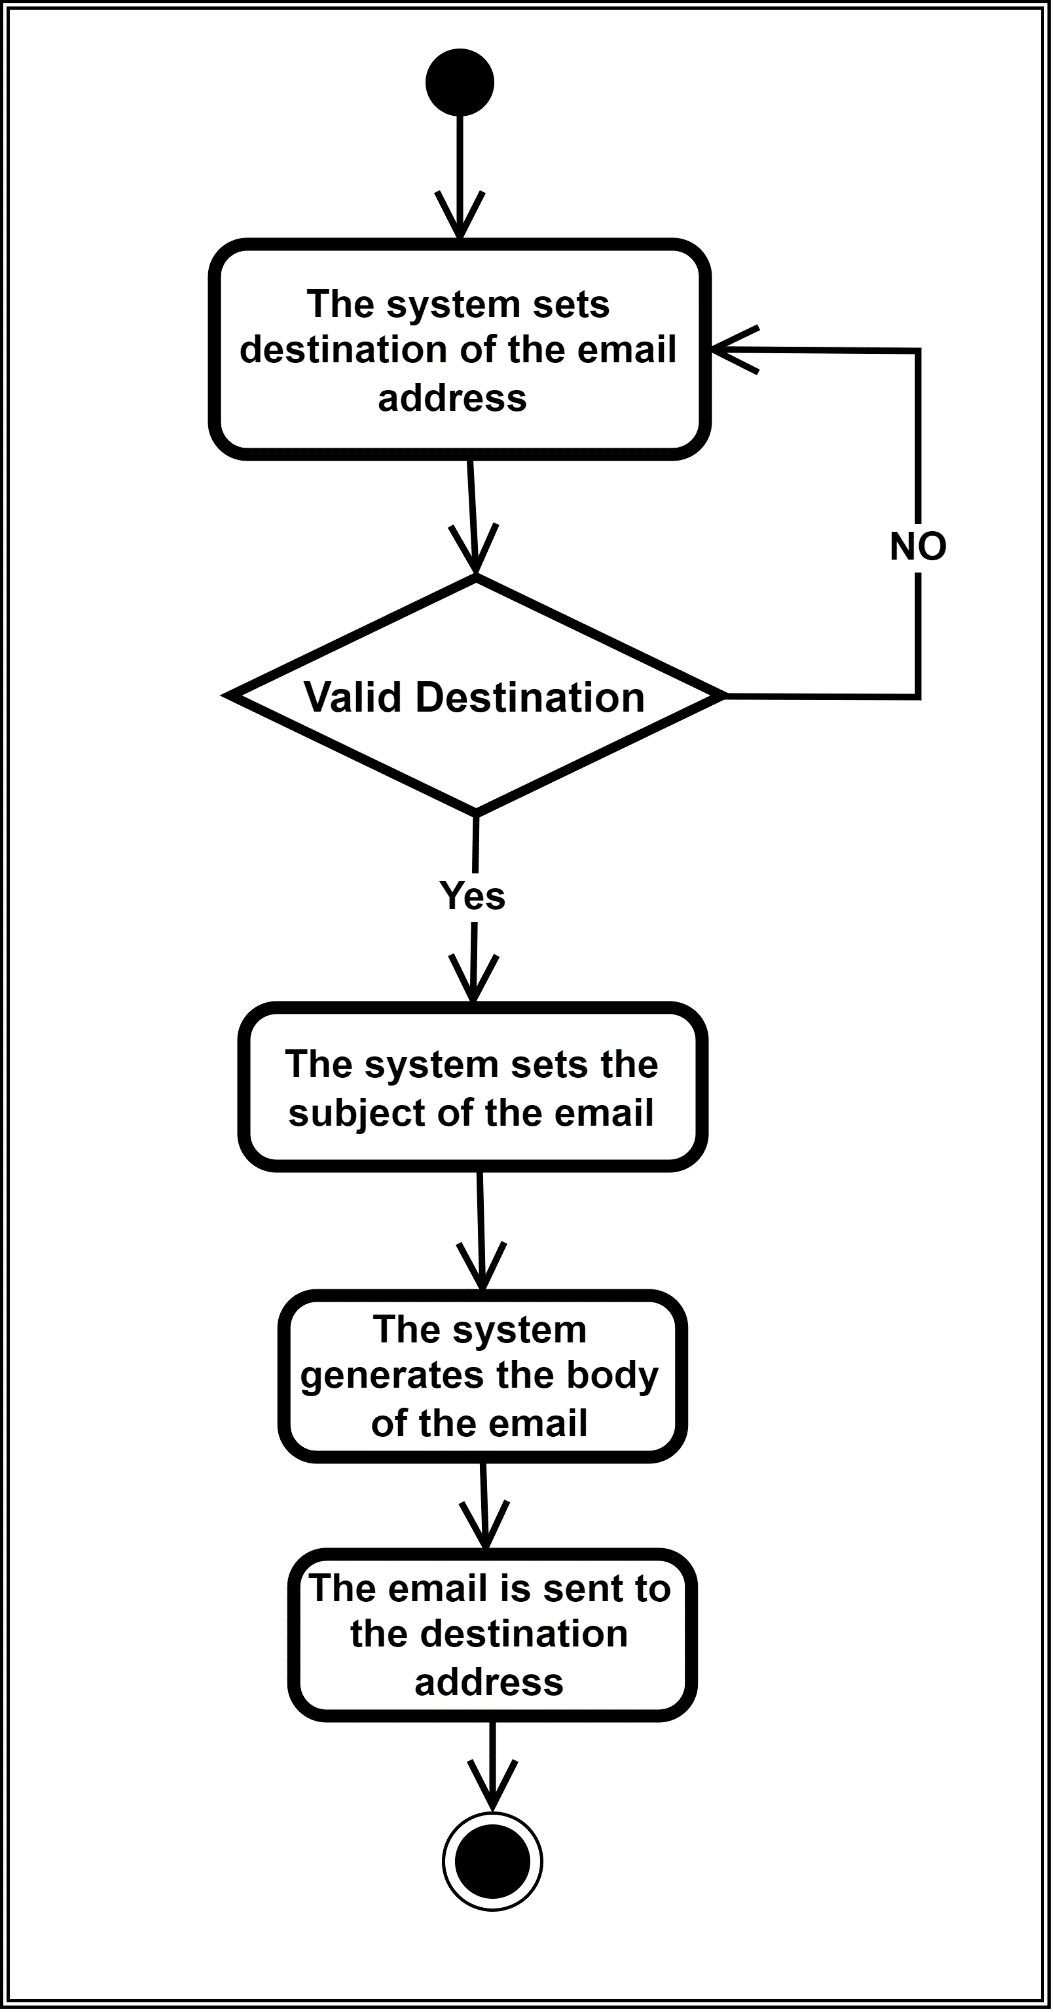 The system sets
destination of the email
address
NO
Valid Destination
Yes
The system sets the
subject of the email
The system
generates the body
of the email
The email is sent to
the destination
address